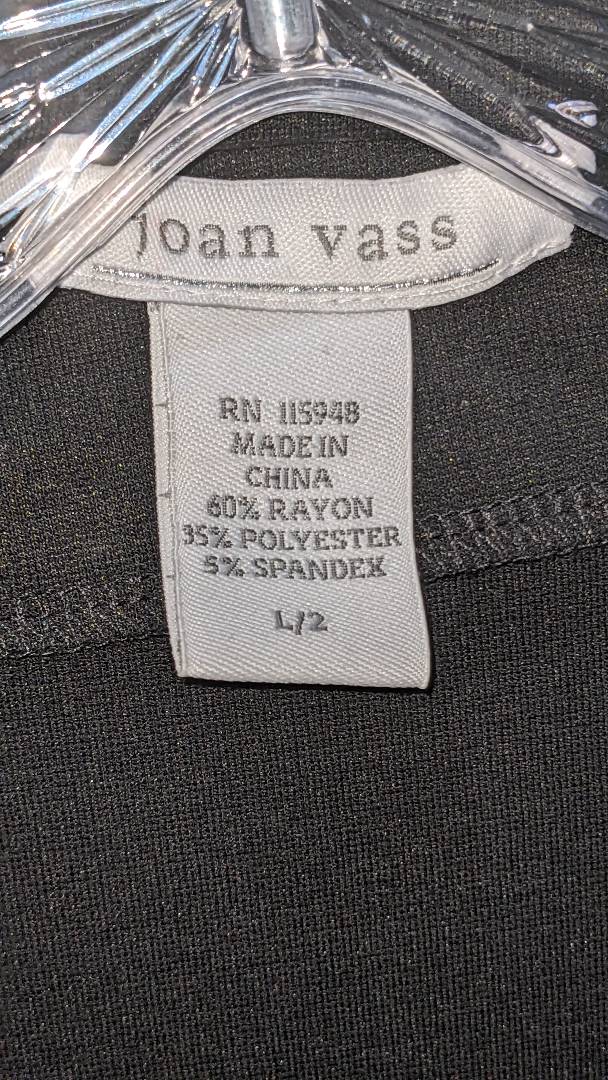 joan vass
RN 115948
MADE IN
CHINA
60% RAYON
35% POLYESTER
5% SPANDEX
L/2